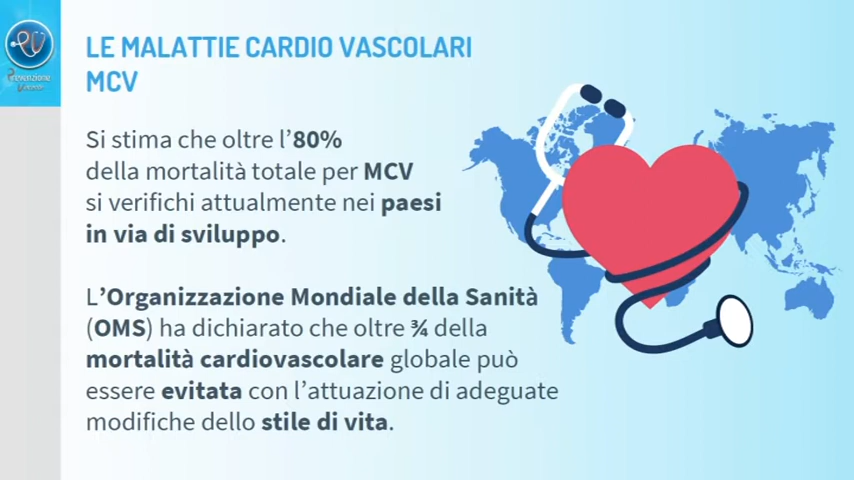 Prevenzione
LE MALATTIE CARDIO VASCOLARI
MCV
Si stima che oltre l'80%
della mortalità totale per MCV
si verifichi attualmente nei paesi
in via di sviluppo.
L'Organizzazione Mondiale della Sanità
(OMS) ha dichiarato che oltre ¾ della
mortalità cardiovascolare globale può
essere evitata con l'attuazione di adeguate
modifiche dello stile di vita.